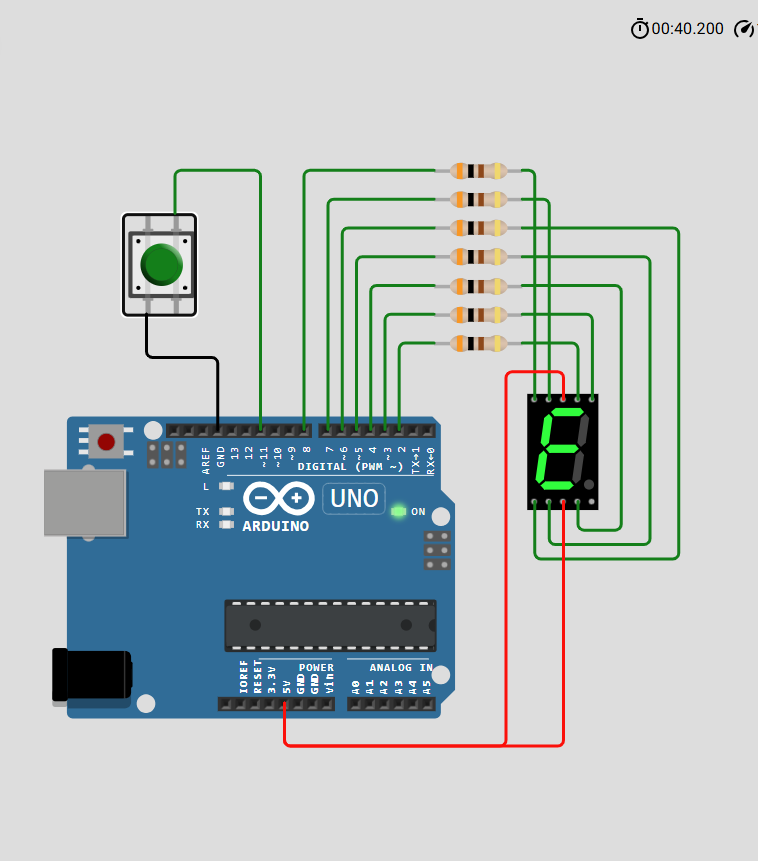 00:40.200
AREF
GND
13
12
~11
~10
~9
8
7
~6
~5
4
~3
2
TX→1
RX←0
DIGITAL (PWM ~)
L
TX
RX
UNO
ON
ARDUINO
POWER
ANALOG IN
IOREF
RESET
3.3V
5V
GND
GND
Vin
A0
A1
A2
A3
A4
A5
E